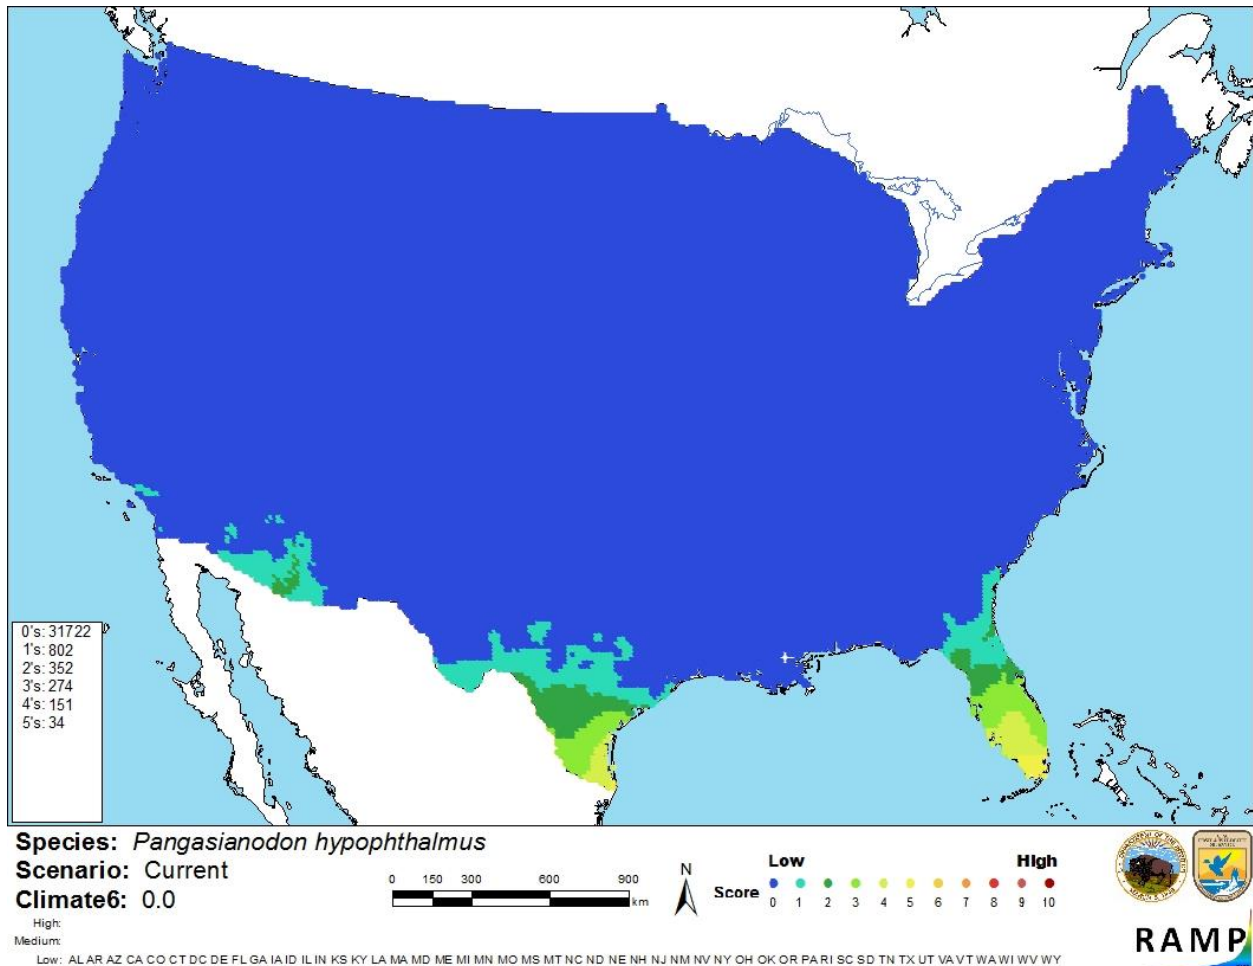 0's: 31722
1's: 802
2's: 352
3's: 274
4's: 151
5's: 34
Species: Pangasianodon hypophthalmus
Scenario: Current
Climate6: 0.0
High:
Medium:
Low: AL AR AZ CA CO CT DC DE FL GA IA ID IL IN KS KY LA MA MD ME MI MN MO MS MT NC ND NE NH NJ NM NV NY OH OK OR PA RI SC SD TN TX UT VA VT WA WI WV WY
0 150 300 600 900
km
N
Low High
Score
0 1 2 3 4 5 6 7 8 9 10
RAMP